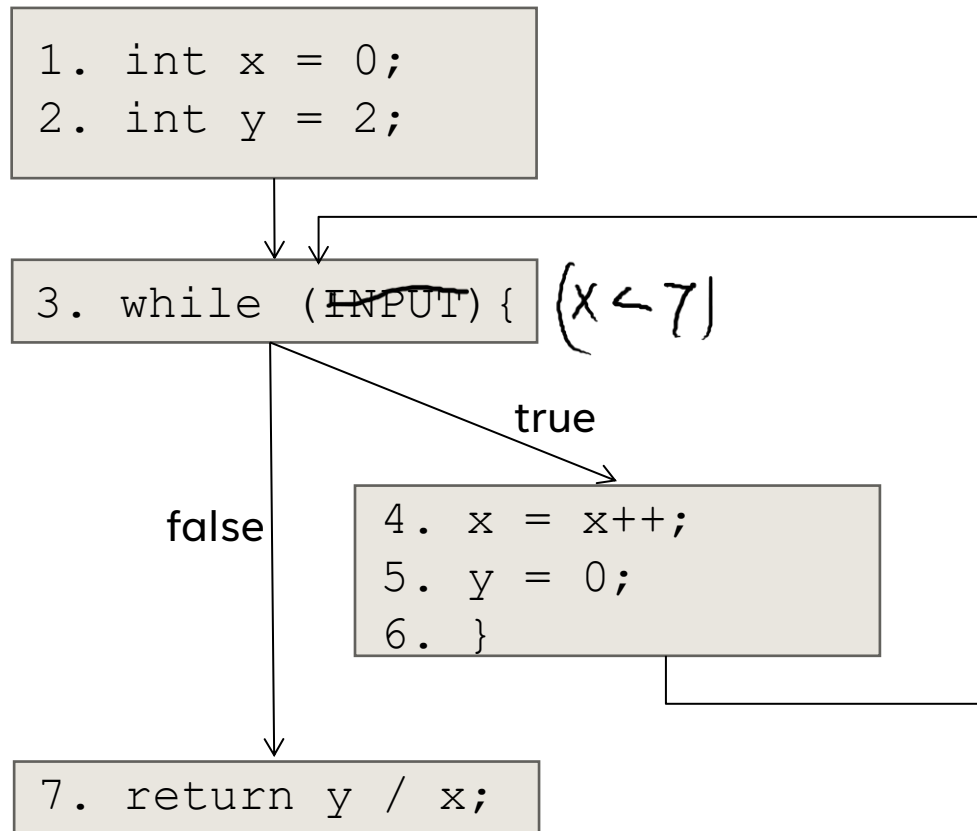 1. int x = 0;
2. int y = 2;
3. while (INPUT){ (x < 7)
true
false
4. x = x++;
5. y = 0;
6. }
7. return y / x;